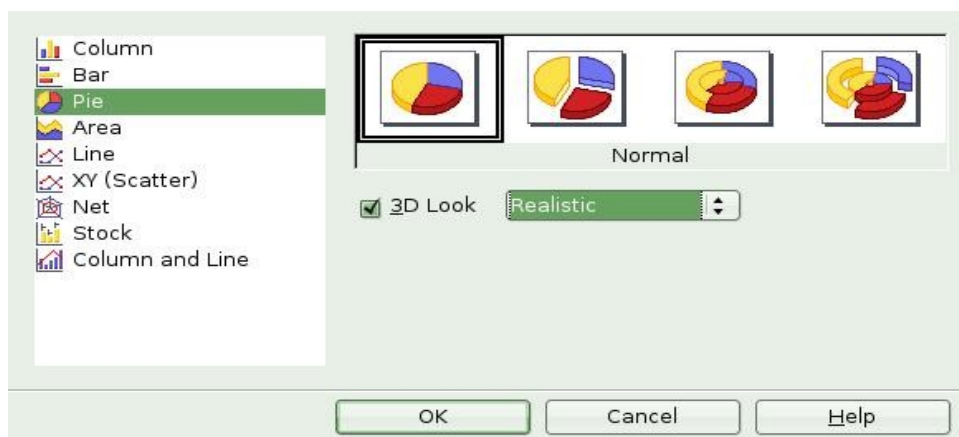 Column
Bar
Pie
Area
Line
XY (Scatter)
Net
Stock
Column and Line
Normal
3D Look
Realistic
OK
Cancel
Help